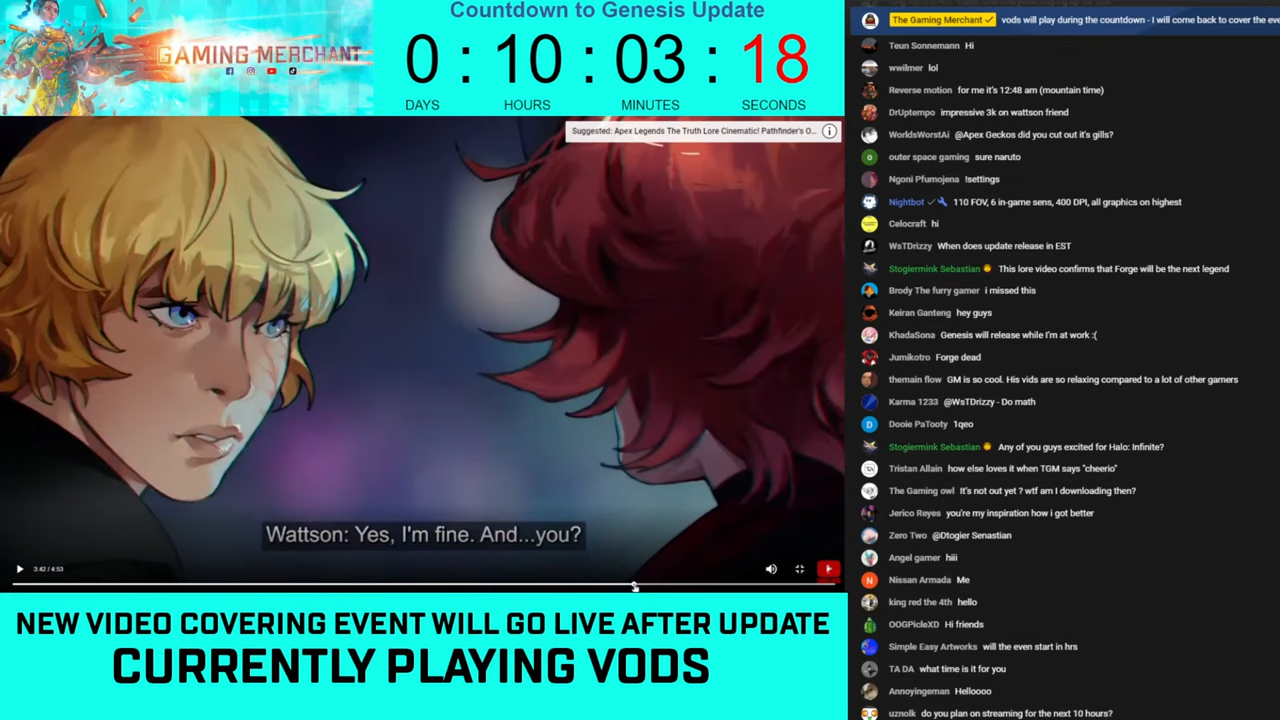 Countdown to Genesis Update
GAMING MERCHANT
0 : 10 : 03 : 18
DAYS HOURS MINUTES SECONDS
Suggested: Apex Legends The Truth Lore Cinematic! Pathfinder's O...
Wattson: Yes, I'm fine. And...you?
3:42 / 4:53
NEW VIDEO COVERING EVENT WILL GO LIVE AFTER UPDATE
CURRENTLY PLAYING VODS
The Gaming Merchant vods will play during the countdown - I will come back to cover the eve
Teun Sonnemann Hi
wwilmer lol
Reverse motion for me it's 12:48 am (mountain time)
DrUptempo impressive 3k on wattson friend
WorldsWorstAi @Apex Geckos did you cut out it's gills?
outer space gaming sure naruto
Ngoni Pfumojena !settings
Nightbot 110 FOV, 6 in-game sens, 400 DPI, all graphics on highest
Celocraft hi
WsTDrizzy When does update release in EST
Stogiermink Sebastian This lore video confirms that Forge will be the next legend
Brody The furry gamer i missed this
Keiran Ganteng hey guys
KhadaSona Genesis will release while I'm at work :(
Jumikotro Forge dead
themain flow GM is so cool. His vids are so relaxing compared to a lot of other gamers
Karma 1233 @WsTDrizzy - Do math
D Dooie PaTooty 1qeo
Stogiermink Sebastian Any of you guys excited for Halo: Infinite?
Tristan Allain how else loves it when TGM says "cheerio"
The Gaming owl It's not out yet ? wtf am I downloading then?
Jerico Reyes you're my inspiration how i got better
Zero Two @Dtogier Senastian
Angel gamer hiii
N Nissan Armada Me
king red the 4th hello
OOGPicleXD Hi friends
Simple Easy Artworks will the even start in hrs
TA DA what time is it for you
Annoyingeman Helloooo
uznolk do you plan on streaming for the next 10 hours?